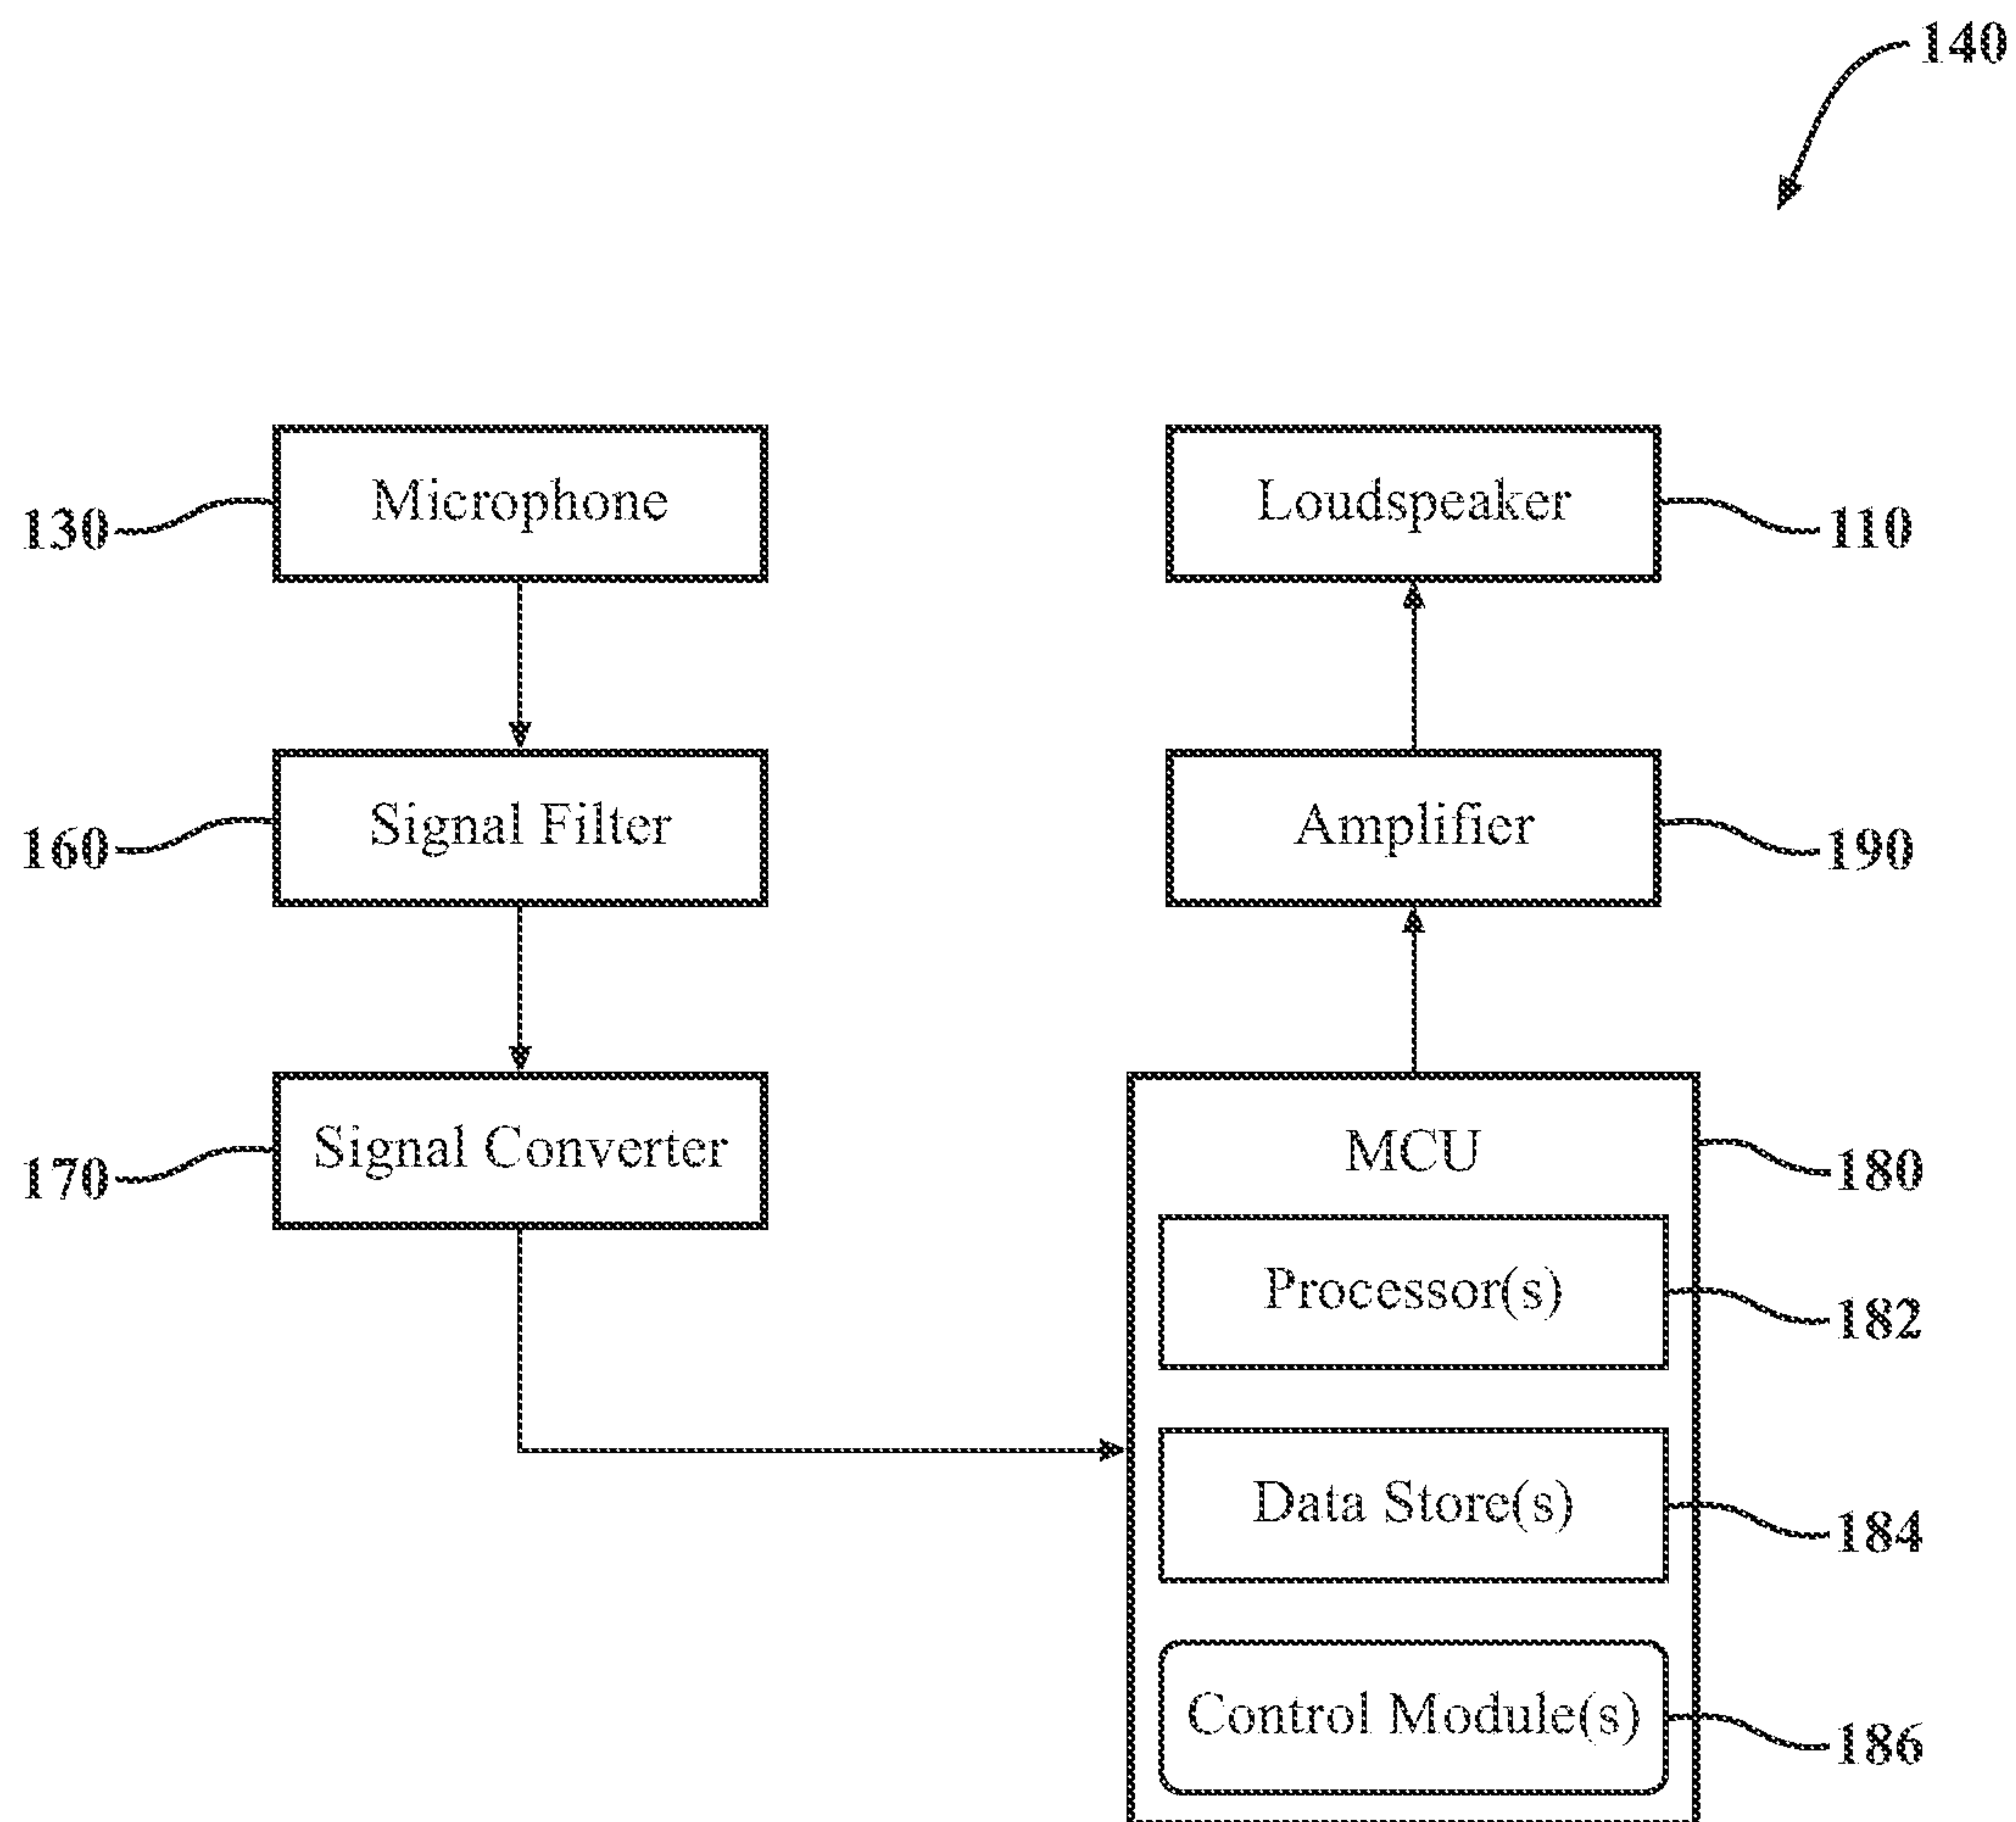 140
Microphone
Loudspeaker
130
110
Signal Filter
Amplifier
160
190
Signal Converter
MCU
170
180
Processor(s)
182
Data Store(s)
184
Control Module(s)
186